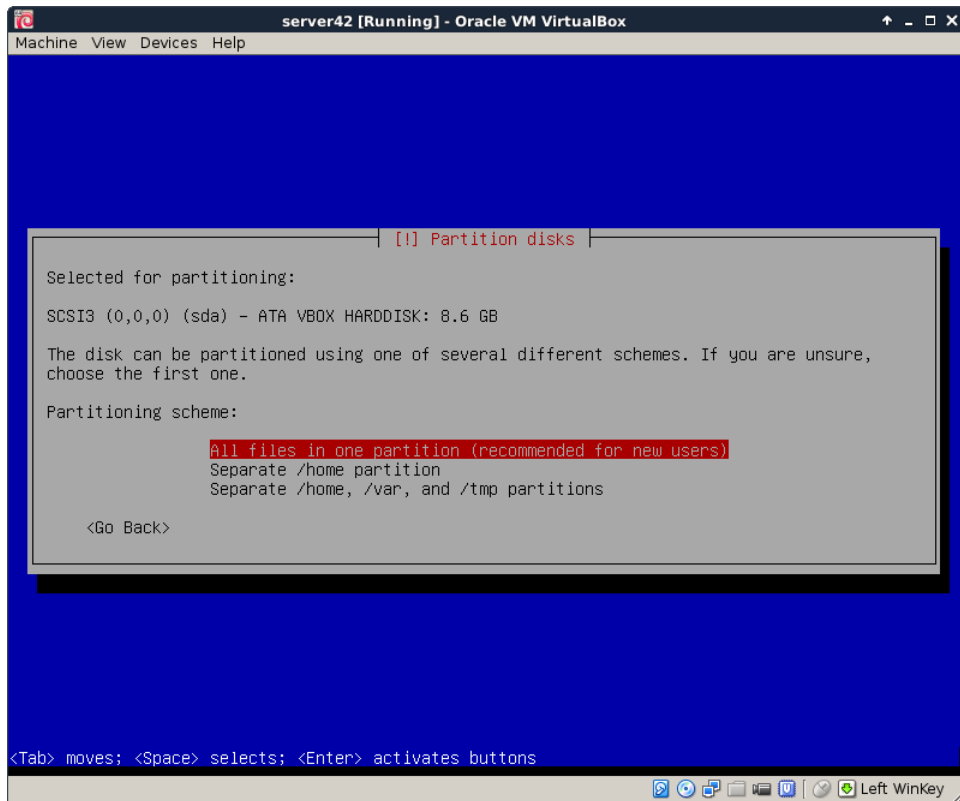 server42 [Running] - Oracle VM VirtualBox
Machine View Devices Help
[!] Partition disks
Selected for partitioning:
SCSI3 (0,0,0) (sda) - ATA VBOX HARDDISK: 8.6 GB
The disk can be partitioned using one of several different schemes. If you are unsure,
choose the first one.
Partitioning scheme:
All files in one partition (recommended for new users)
Separate /home partition
Separate /home, /var, and /tmp partitions
<Go Back>
<Tab> moves; <Space> selects; <Enter> activates buttons
Left WinKey